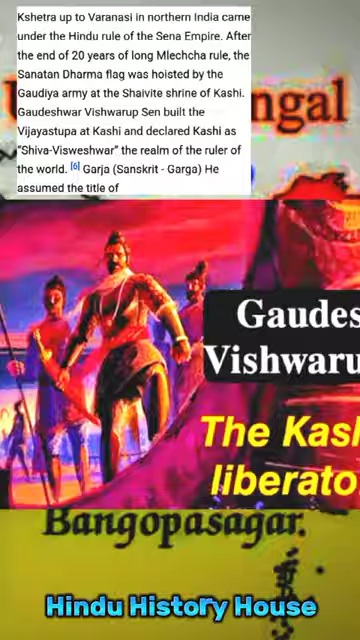 Kshetra up to Varanasi in northern India came
under the Hindu rule of the Sena Empire. After
the end of 20 years of long Mlechcha rule, the
Sanatan Dharma flag was hoisted by the
Gaudiya army at the Shaivite shrine of Kashi.
Gaudeshwar Vishwarup Sen built the
Vijayastupa at Kashi and declared Kashi as
“Shiva-Visweshwar” the realm of the ruler of
the world. [6] Garja (Sanskrit - Garga) He
assumed the title of
ngal
Gaudes
Vishwaru
The Kash
liberato
Bangopasagar.
Hindu History House